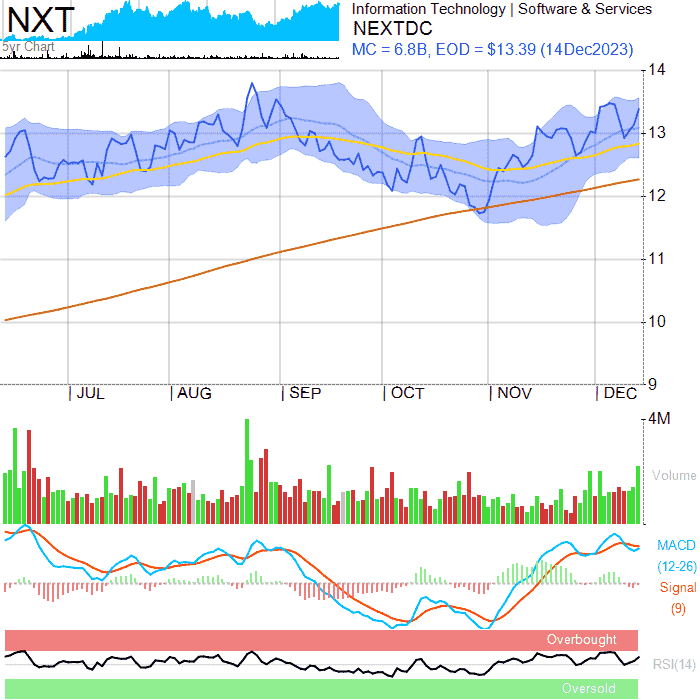 NXT
5yr Chart
Information Technology | Software & Services
NEXTDC
MC = 6.8B, EOD = $13.39 (14Dec2023)
14
13
12
11
10
9
| JUL | AUG | SEP | OCT | NOV | DEC
4M
Volume
MACD
(12-26)
Signal
(9)
Overbought
RSI(14)
Oversold